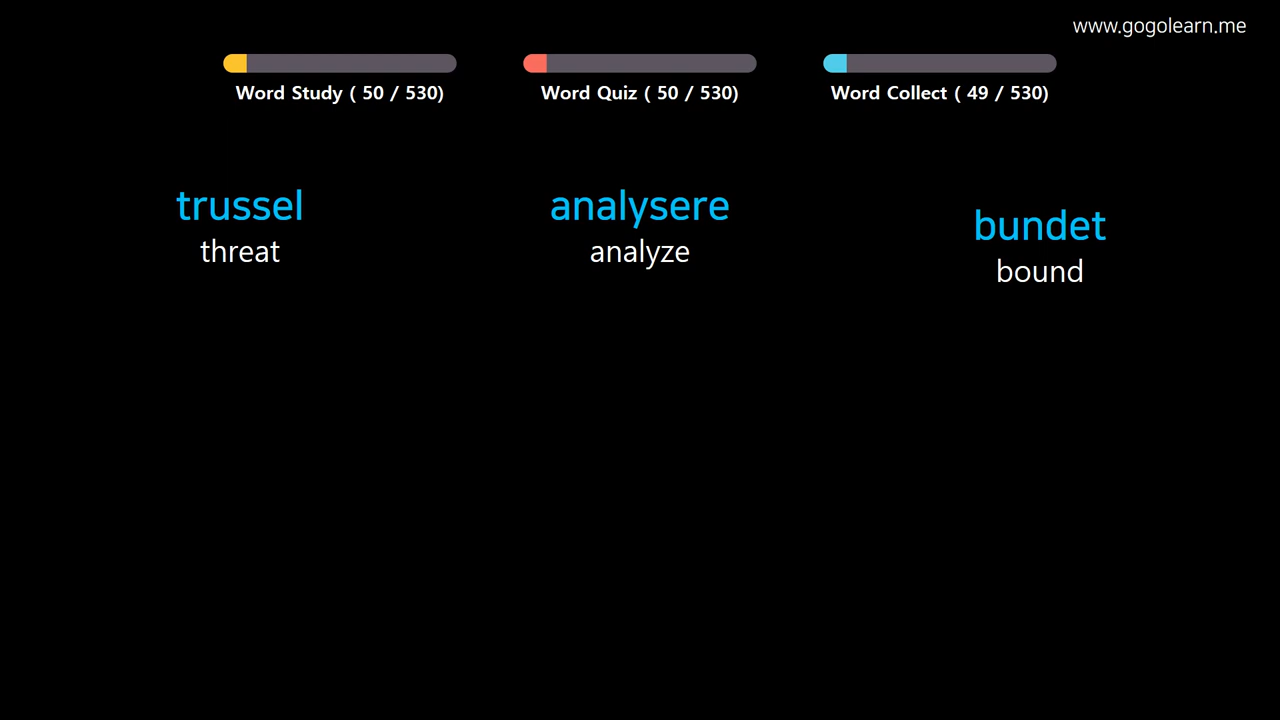 www.gogolearn.me
Word Study ( 50 / 530)
Word Quiz ( 50 / 530)
Word Collect ( 49 / 530)
trussel
threat
analysere
analyze
bundet
bound